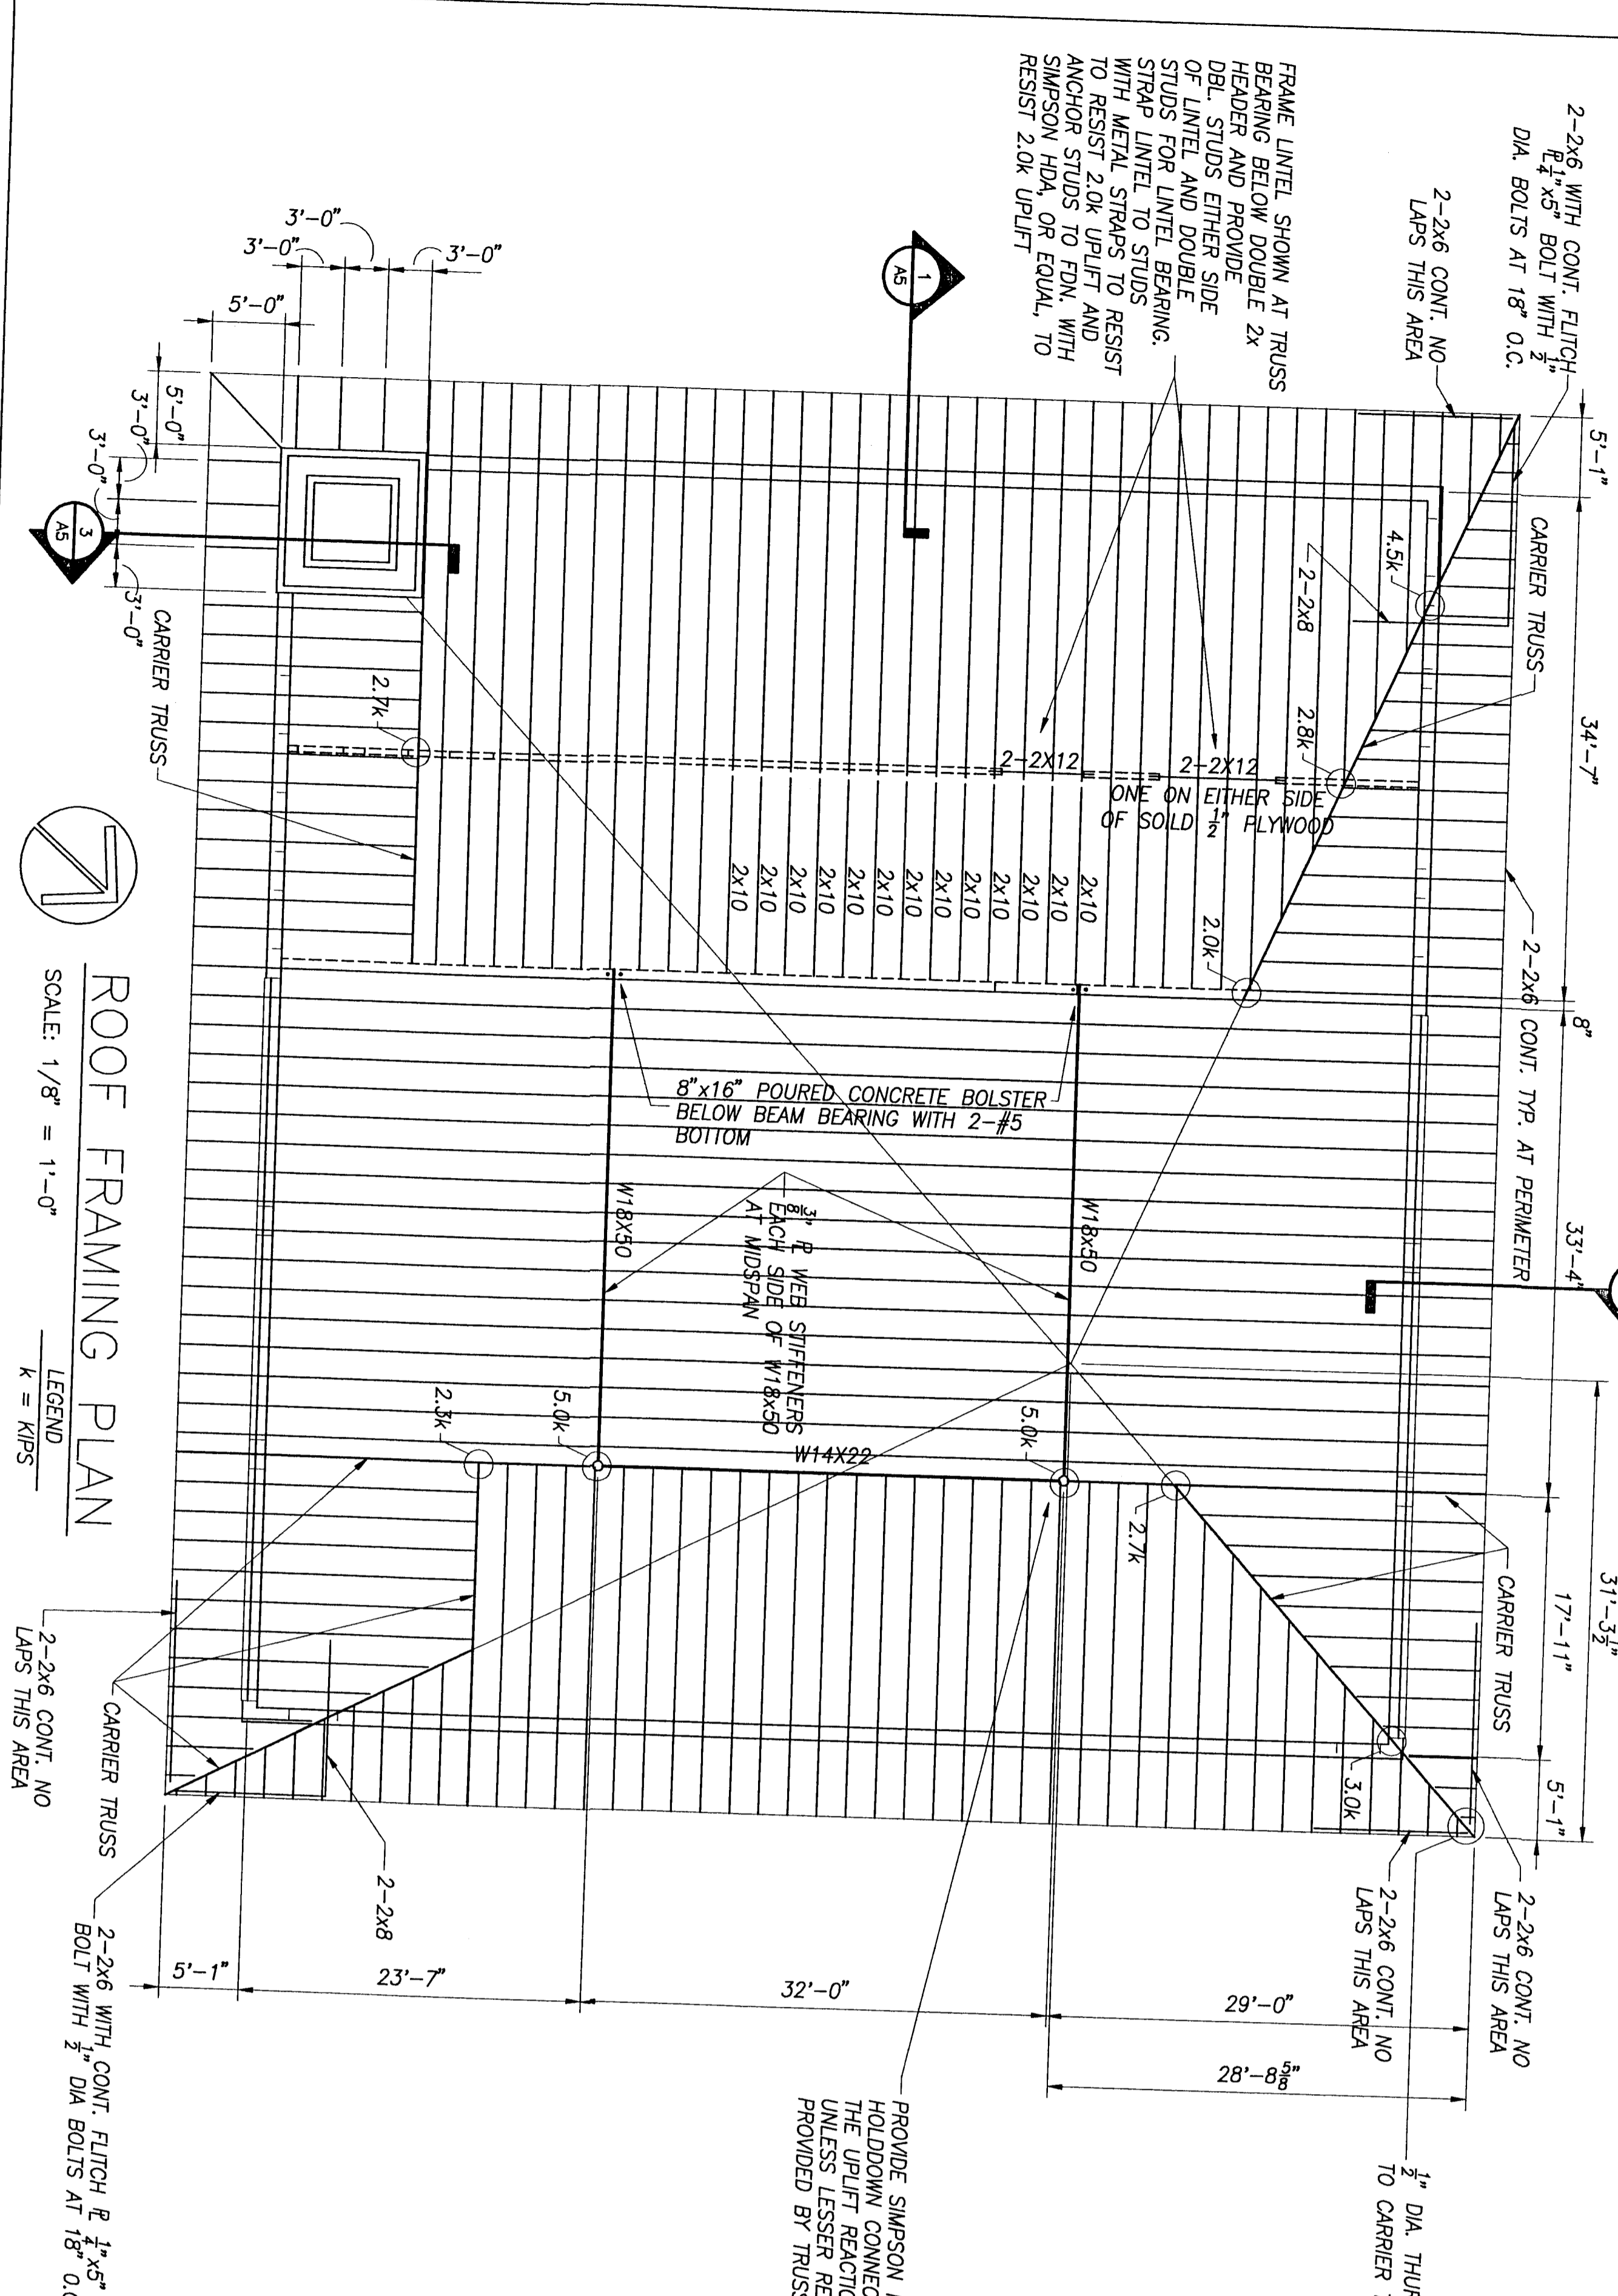 2-2x6 WITH CONT. FLITCH
℄ 1/4"x5" BOLT WITH 1/2"
DIA. BOLTS AT 18" O.C.
2-2x6 CONT. NO
LAPS THIS AREA
FRAME LINTEL SHOWN AT TRUSS
BEARING BELOW DOUBLE 2x
HEADER AND PROVIDE
DBL. STUDS EITHER SIDE
OF LINTEL AND DOUBLE
STUDS FOR LINTEL BEARING.
STRAP LINTEL TO STUDS
WITH METAL STRAPS TO RESIST
TO RESIST 2.0k UPLIFT AND
ANCHOR STUDS TO FDN. WITH
SIMPSON HDA, OR EQUAL, TO
RESIST 2.0k UPLIFT
3'-0"
3'-0"
3'-0"
5'-0"
5'-0"
3'-0"
3'-0"
3'-0"
1
A5
3
A5
5'-1"
34'-7"
8"
33'-4"
31'-3 1/2"
17'-11"
5'-1"
CARRIER TRUSS
4.5k
2-2x8
2.8k
2-2X12
2-2X12
ONE ON EITHER SIDE
OF SOILD 1/2" PLYWOOD
2.7k
CARRIER TRUSS
2.0k
2x10
2x10
2x10
2x10
2x10
2x10
2x10
2x10
2x10
2x10
2x10
2x10
2x10
2-2x6 CONT. TYP. AT PERIMETER
8"x16" POURED CONCRETE BOLSTER
BELOW BEAM BEARING WITH 2-#5
BOTTOM
W18X50
W18x50
3/8" ℄ WEB STIFFENERS
EACH SIDE OF W18x50
AT MIDSPAN
W14X22
2.3k
5.0k
5.0k
2.7k
3.0k
CARRIER TRUSS
2-2x6 CONT. NO
LAPS THIS AREA
2-2x6 CONT. NO
LAPS THIS AREA
1/2" DIA.
TO CARRIER
2-2x8
5'-1"
23'-7"
32'-0"
29'-0"
28'-8 5/8"
PROVIDE SIMPSON
HOLDDOWN
THE UPLIFT
UNLESS LESSER
PROVIDED BY
CARRIER TRUSS
2-2x6 CONT. NO
LAPS THIS AREA
2-2x6 WITH CONT. FLITCH ℄ 1/4"x5"
BOLT WITH 1/2" DIA BOLTS AT 18"
ROOF FRAMING PLAN
SCALE: 1/8" = 1'-0"
LEGEND
k = KIPS